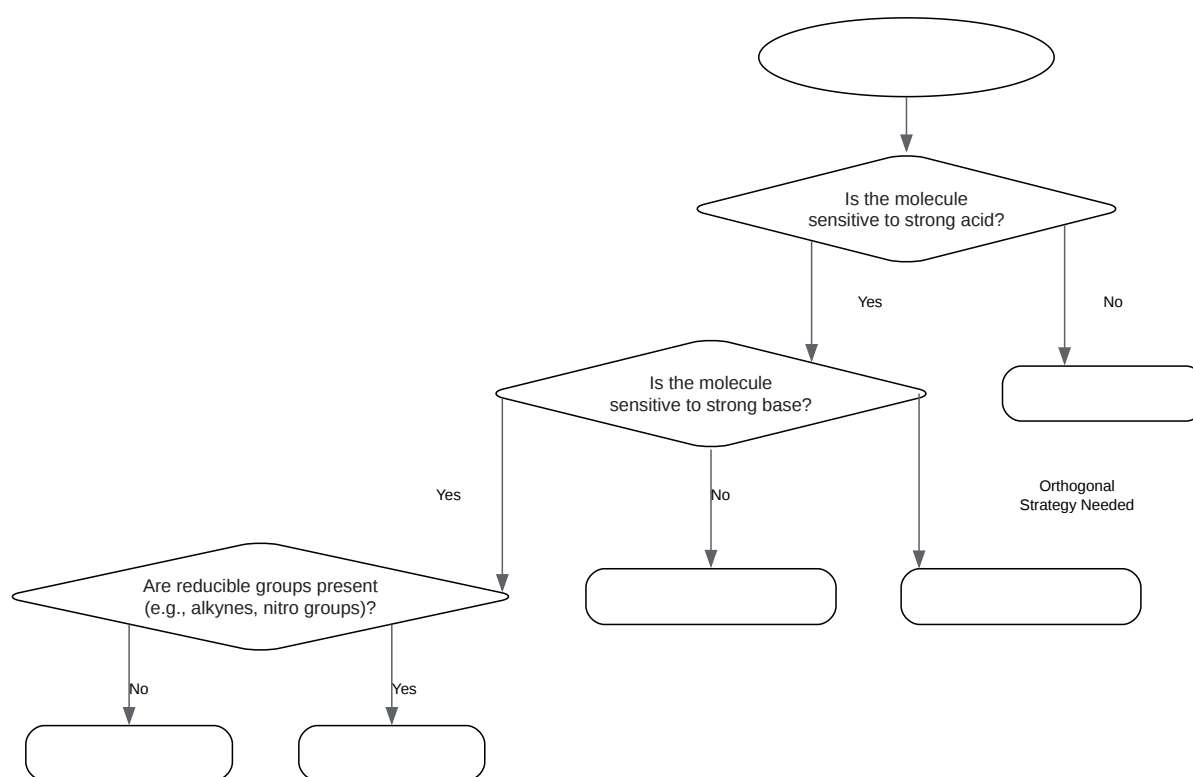 Is the molecule
sensitive to strong acid?
Yes
No
Is the molecule
sensitive to strong base?
Yes
No
Orthogonal
Strategy Needed
Are reducible groups present
(e.g., alkynes, nitro groups)?
No
Yes